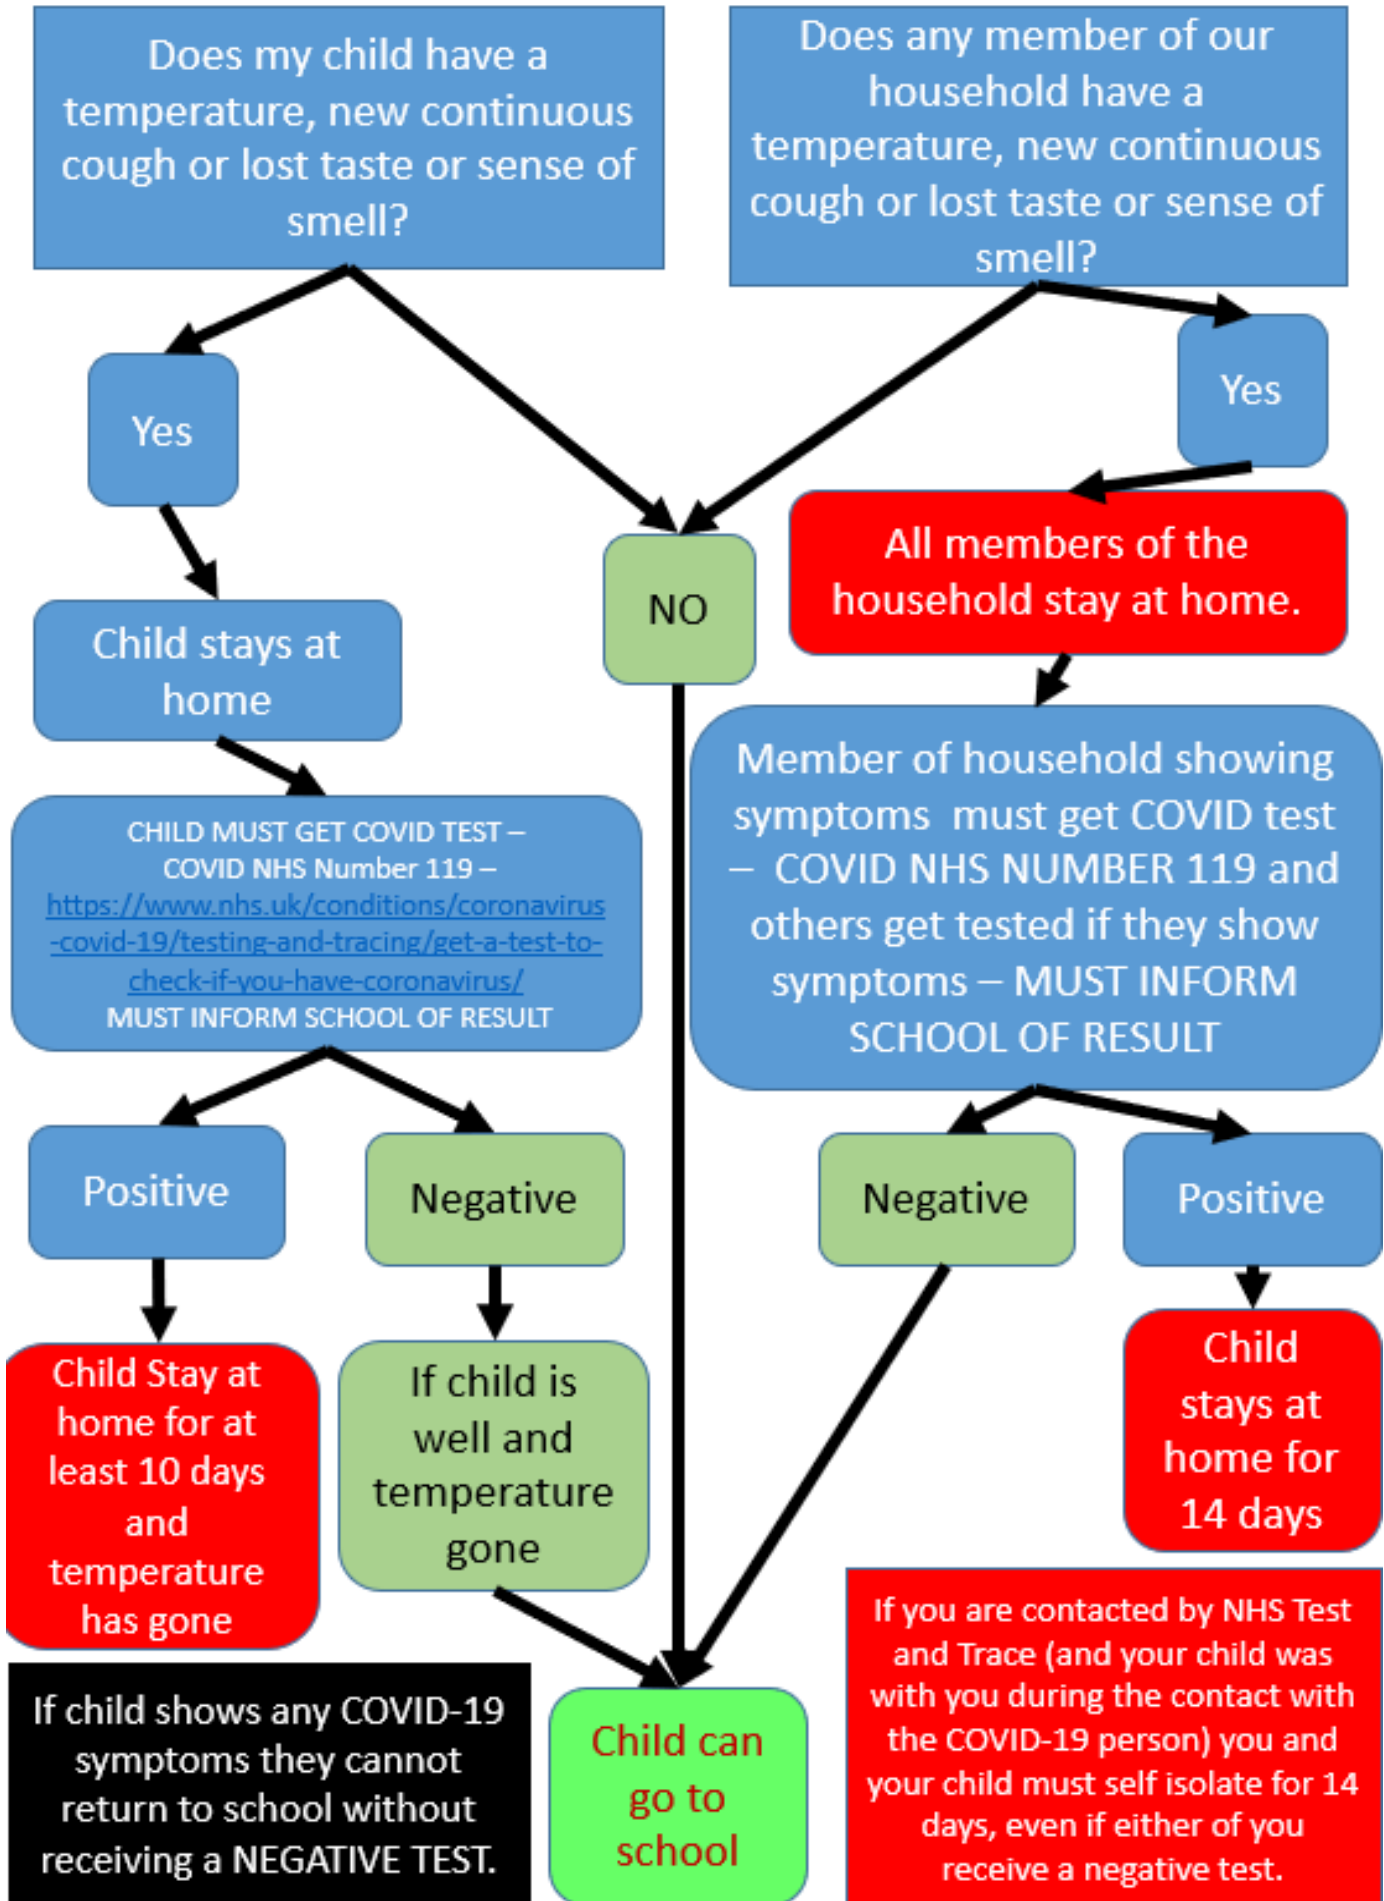 Does my child have a
temperature, new continuous
cough or lost taste or sense of
smell?
Does any member of our
household have a
temperature, new continuous
cough or lost taste or sense of
smell?
Yes
Yes
NO
All members of the
household stay at home.
Child stays at
home
Member of household showing
symptoms must get COVID test
– COVID NHS NUMBER 119 and
others get tested if they show
symptoms – MUST INFORM
SCHOOL OF RESULT
CHILD MUST GET COVID TEST –
COVID NHS Number 119 –
https://www.nhs.uk/conditions/coronavirus
-covid-19/testing-and-tracing/get-a-test-to-
check-if-you-have-coronavirus/
MUST INFORM SCHOOL OF RESULT
Positive
Negative
Negative
Positive
Child Stay at
home for at
least 10 days
and
temperature
has gone
If child is
well and
temperature
gone
Child
stays at
home for
14 days
If child shows any COVID-19
symptoms they cannot
return to school without
receiving a NEGATIVE TEST.
Child can
go to
school
If you are contacted by NHS Test
and Trace (and your child was
with you during the contact with
the COVID-19 person) you and
your child must self isolate for 14
days, even if either of you
receive a negative test.